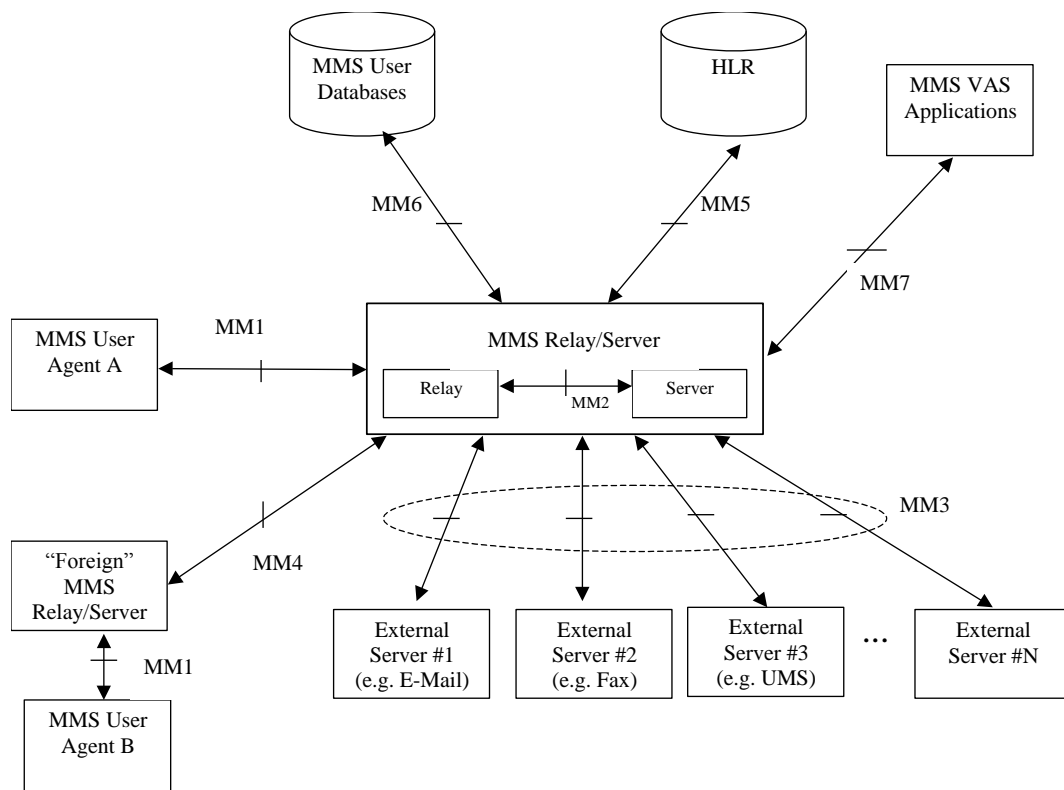 MMS User
Databases
HLR
MMS VAS
Applications
MM6
MM5
MM7
MMS User
Agent A
MM1
MMS Relay/Server
Relay
MM2
Server
MM3
MM4
“Foreign”
MMS
Relay/Server
MM1
MMS User
Agent B
External
Server #1
(e.g. E-Mail)
External
Server #2
(e.g. Fax)
External
Server #3
(e.g. UMS)
...
External
Server #N